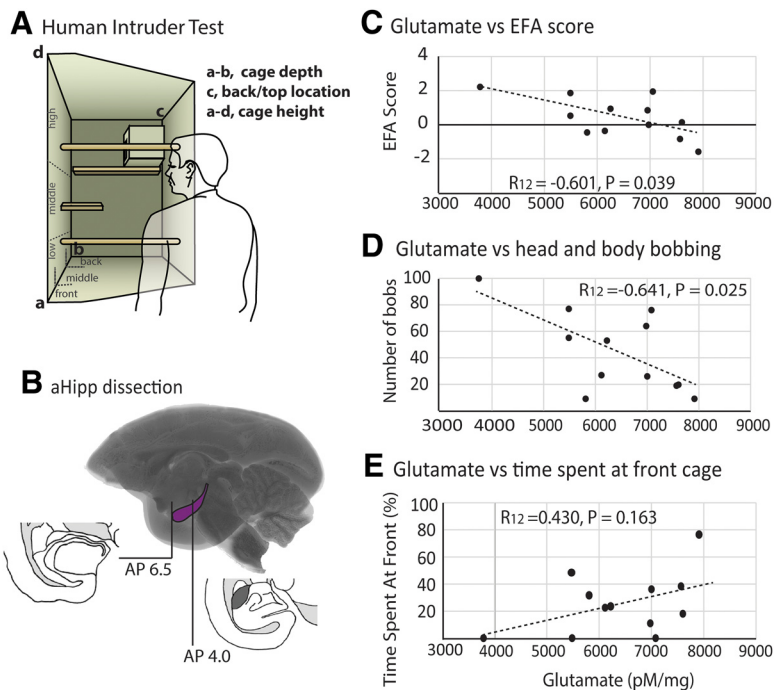 A Human Intruder Test
d
a-b, cage depth
c, back/top location
a-d, cage height
c
high
middle
low
b
back
middle
front
a
B aHipp dissection
AP 6.5
AP 4.0
C Glutamate vs EFA score
EFA Score
4
2
0
-2
R12 = -0.601, P = 0.039
3000 4000 5000 6000 7000 8000 9000
D Glutamate vs head and body bobbing
Number of bobs
100
80
60
40
20
R12 =-0.641, P = 0.025
3000 4000 5000 6000 7000 8000 9000
E Glutamate vs time spent at front cage
Time Spent At Front (%)
100
80
60
40
20
R12 =0.430, P = 0.163
3000 4000 5000 6000 7000 8000 9000
Glutamate (pM/mg)